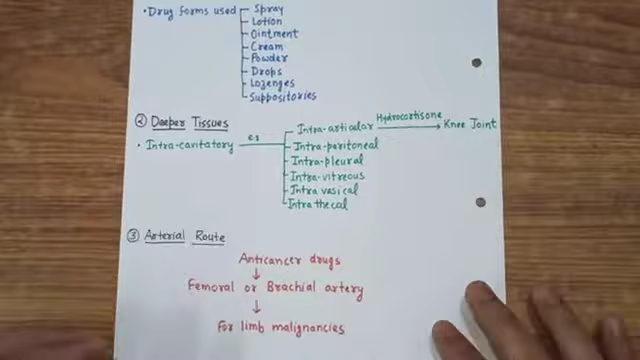 • Drug forms used Spray
Lotion
Ointment
Cream
Powder
Drops
Lozenges
Suppositories
② Deeper Tissues
• Intra-cavitatory eg Intra-articular Hydrocortisone → Knee Joint
Intra-peritoneal
Intra-pleural
Intra-vitreous
Intra vasical
Intra thecal
③ Arterial Route
Anticancer drugs
↓
Femoral or Brachial artery
↓
For limb malignancies